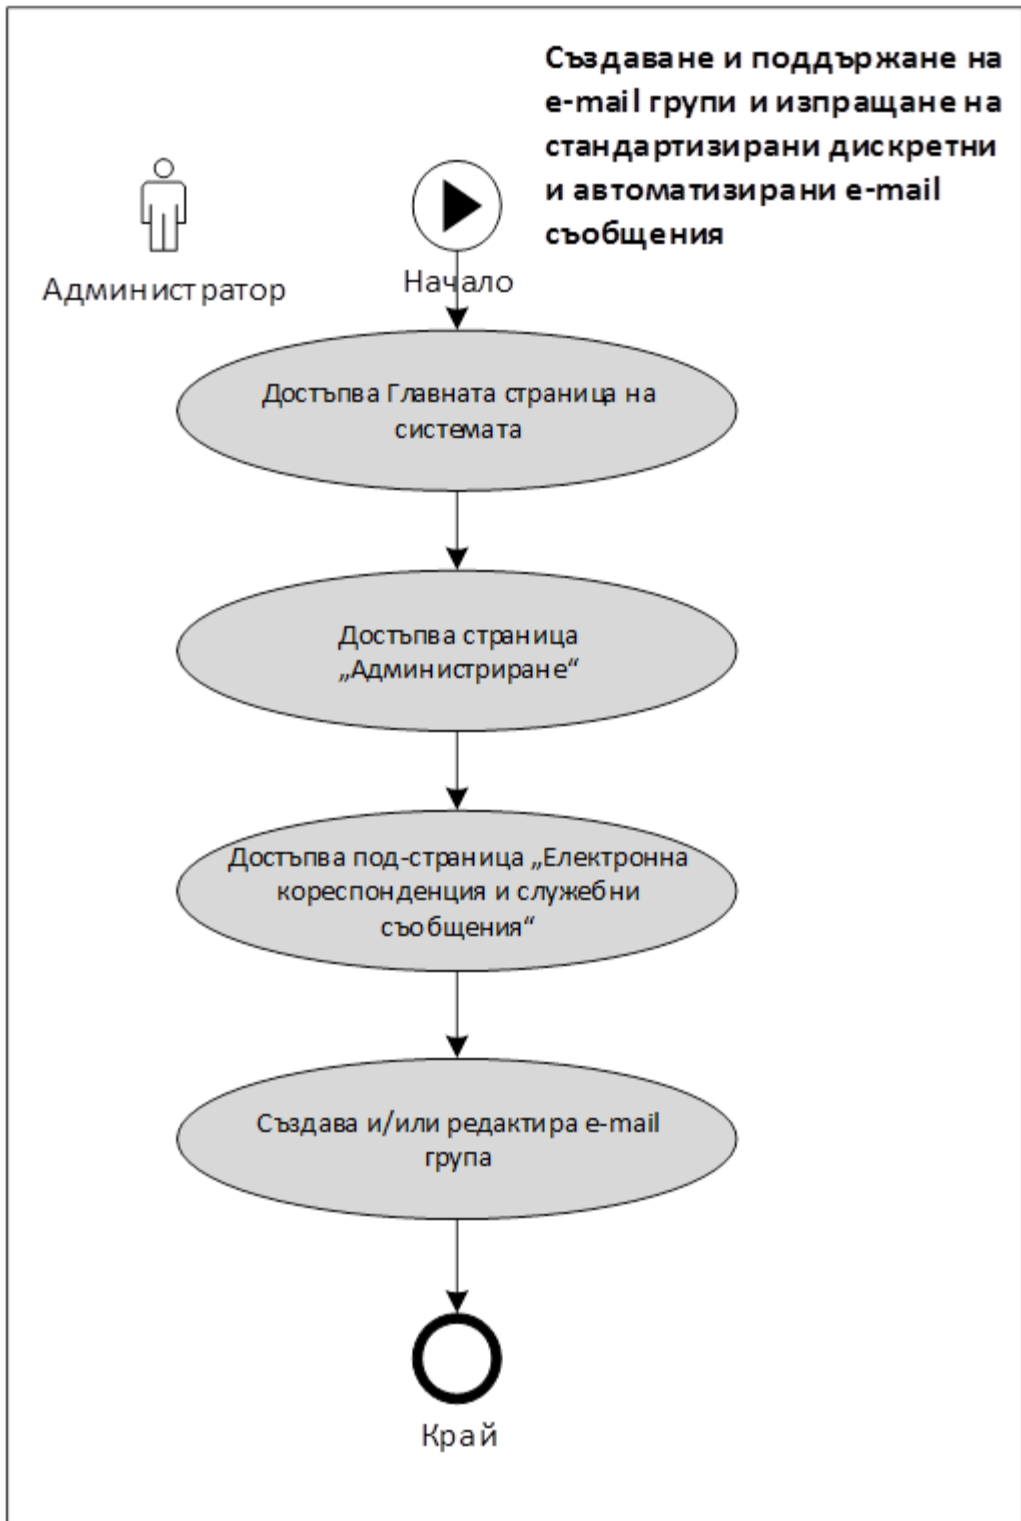 Създаване и поддържане на
e-mail групи и изпращане на
стандартизирани дискретни
и автоматизирани e-mail
съобщения
Администратор
Начало
Достъпва Главната страница на
системата
Достъпва страница
„Администриране“
Достъпва под-страница „Електронна
кореспонденция и служебни
съобщения“
Създава и/или редактира e-mail
група
Край